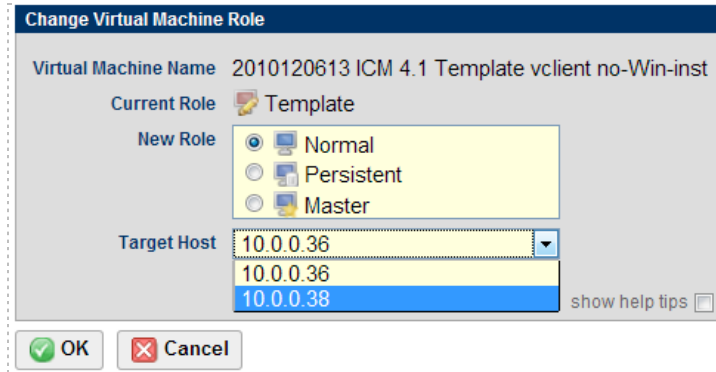 Change Virtual Machine Role
Virtual Machine Name 2010120613 ICM 4.1 Template vclient no-Win-inst
Current Role Template
New Role Normal
Persistent
Master
Target Host 10.0.0.36
10.0.0.36
10.0.0.38
show help tips
OK Cancel